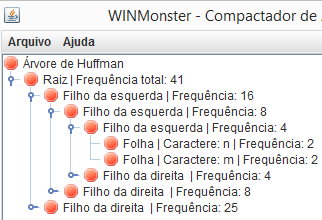 WINMonster - Compactador de
Arquivo Ajuda
Árvore de Huffman
Raiz | Frequência total: 41
Filho da esquerda | Frequência: 16
Filho da esquerda | Frequência: 8
Filho da esquerda | Frequência: 4
Folha | Caractere: n | Frequência: 2
Folha | Caractere: m | Frequência: 2
Filho da direita | Frequência: 4
Filho da direita | Frequência: 8
Filho da direita | Frequência: 25